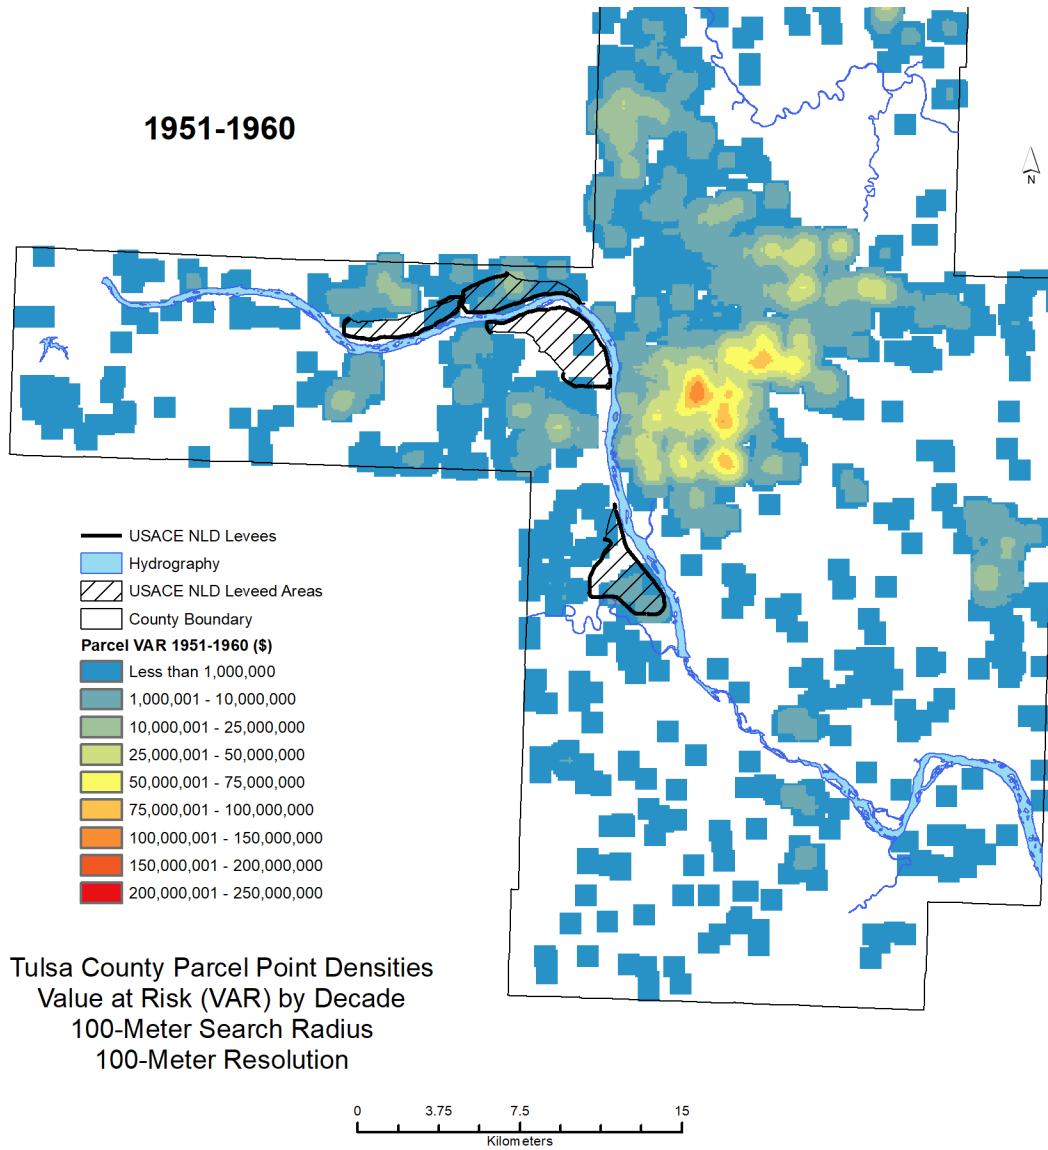 1951-1960
N
USACE NLD Levees
Hydrography
USACE NLD Leveed Areas
County Boundary
Parcel VAR 1951-1960 ($)
Less than 1,000,000
1,000,001 - 10,000,000
10,000,001 - 25,000,000
25,000,001 - 50,000,000
50,000,001 - 75,000,000
75,000,001 - 100,000,000
100,000,001 - 150,000,000
150,000,001 - 200,000,000
200,000,001 - 250,000,000
Tulsa County Parcel Point Densities
Value at Risk (VAR) by Decade
100-Meter Search Radius
100-Meter Resolution
0 3.75 7.5 15
Kilometers